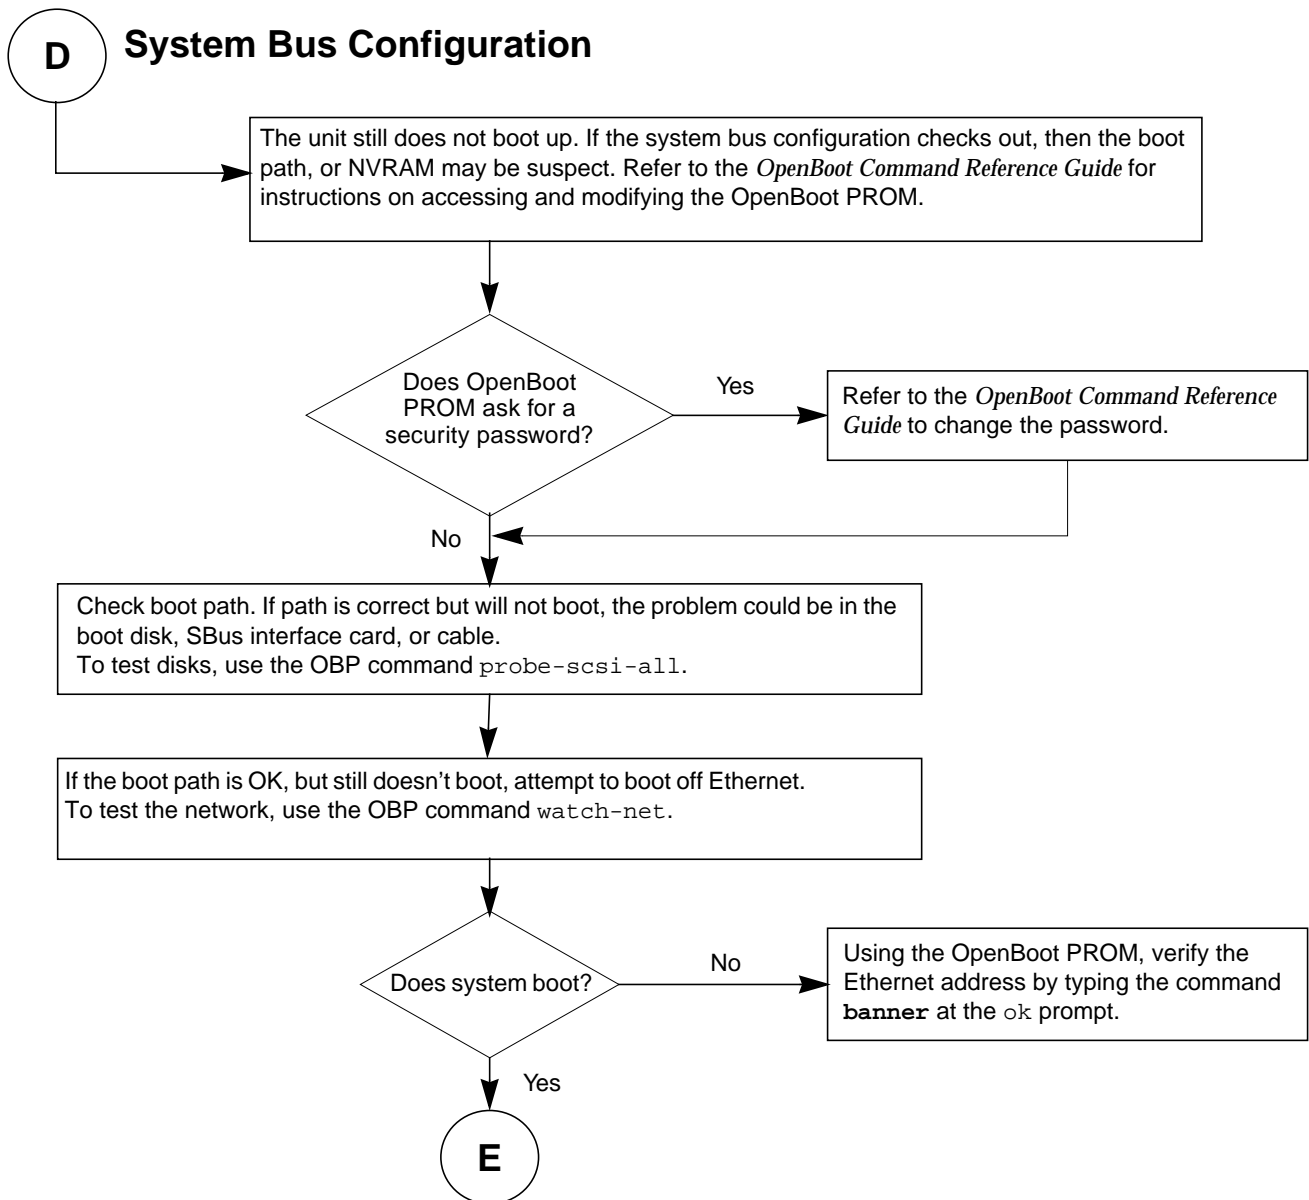 D
System Bus Configuration
The unit still does not boot up. If the system bus configuration checks out, then the boot
path, or NVRAM may be suspect. Refer to the OpenBoot Command Reference Guide for
instructions on accessing and modifying the OpenBoot PROM.
Does OpenBoot
PROM ask for a
security password?
Yes
Refer to the OpenBoot Command Reference
Guide to change the password.
No
Check boot path. If path is correct but will not boot, the problem could be in the
boot disk, SBus interface card, or cable.
To test disks, use the OBP command probe-scsi-all.
If the boot path is OK, but still doesn't boot, attempt to boot off Ethernet.
To test the network, use the OBP command watch-net.
Does system boot?
No
Using the OpenBoot PROM, verify the
Ethernet address by typing the command
banner at the ok prompt.
Yes
E